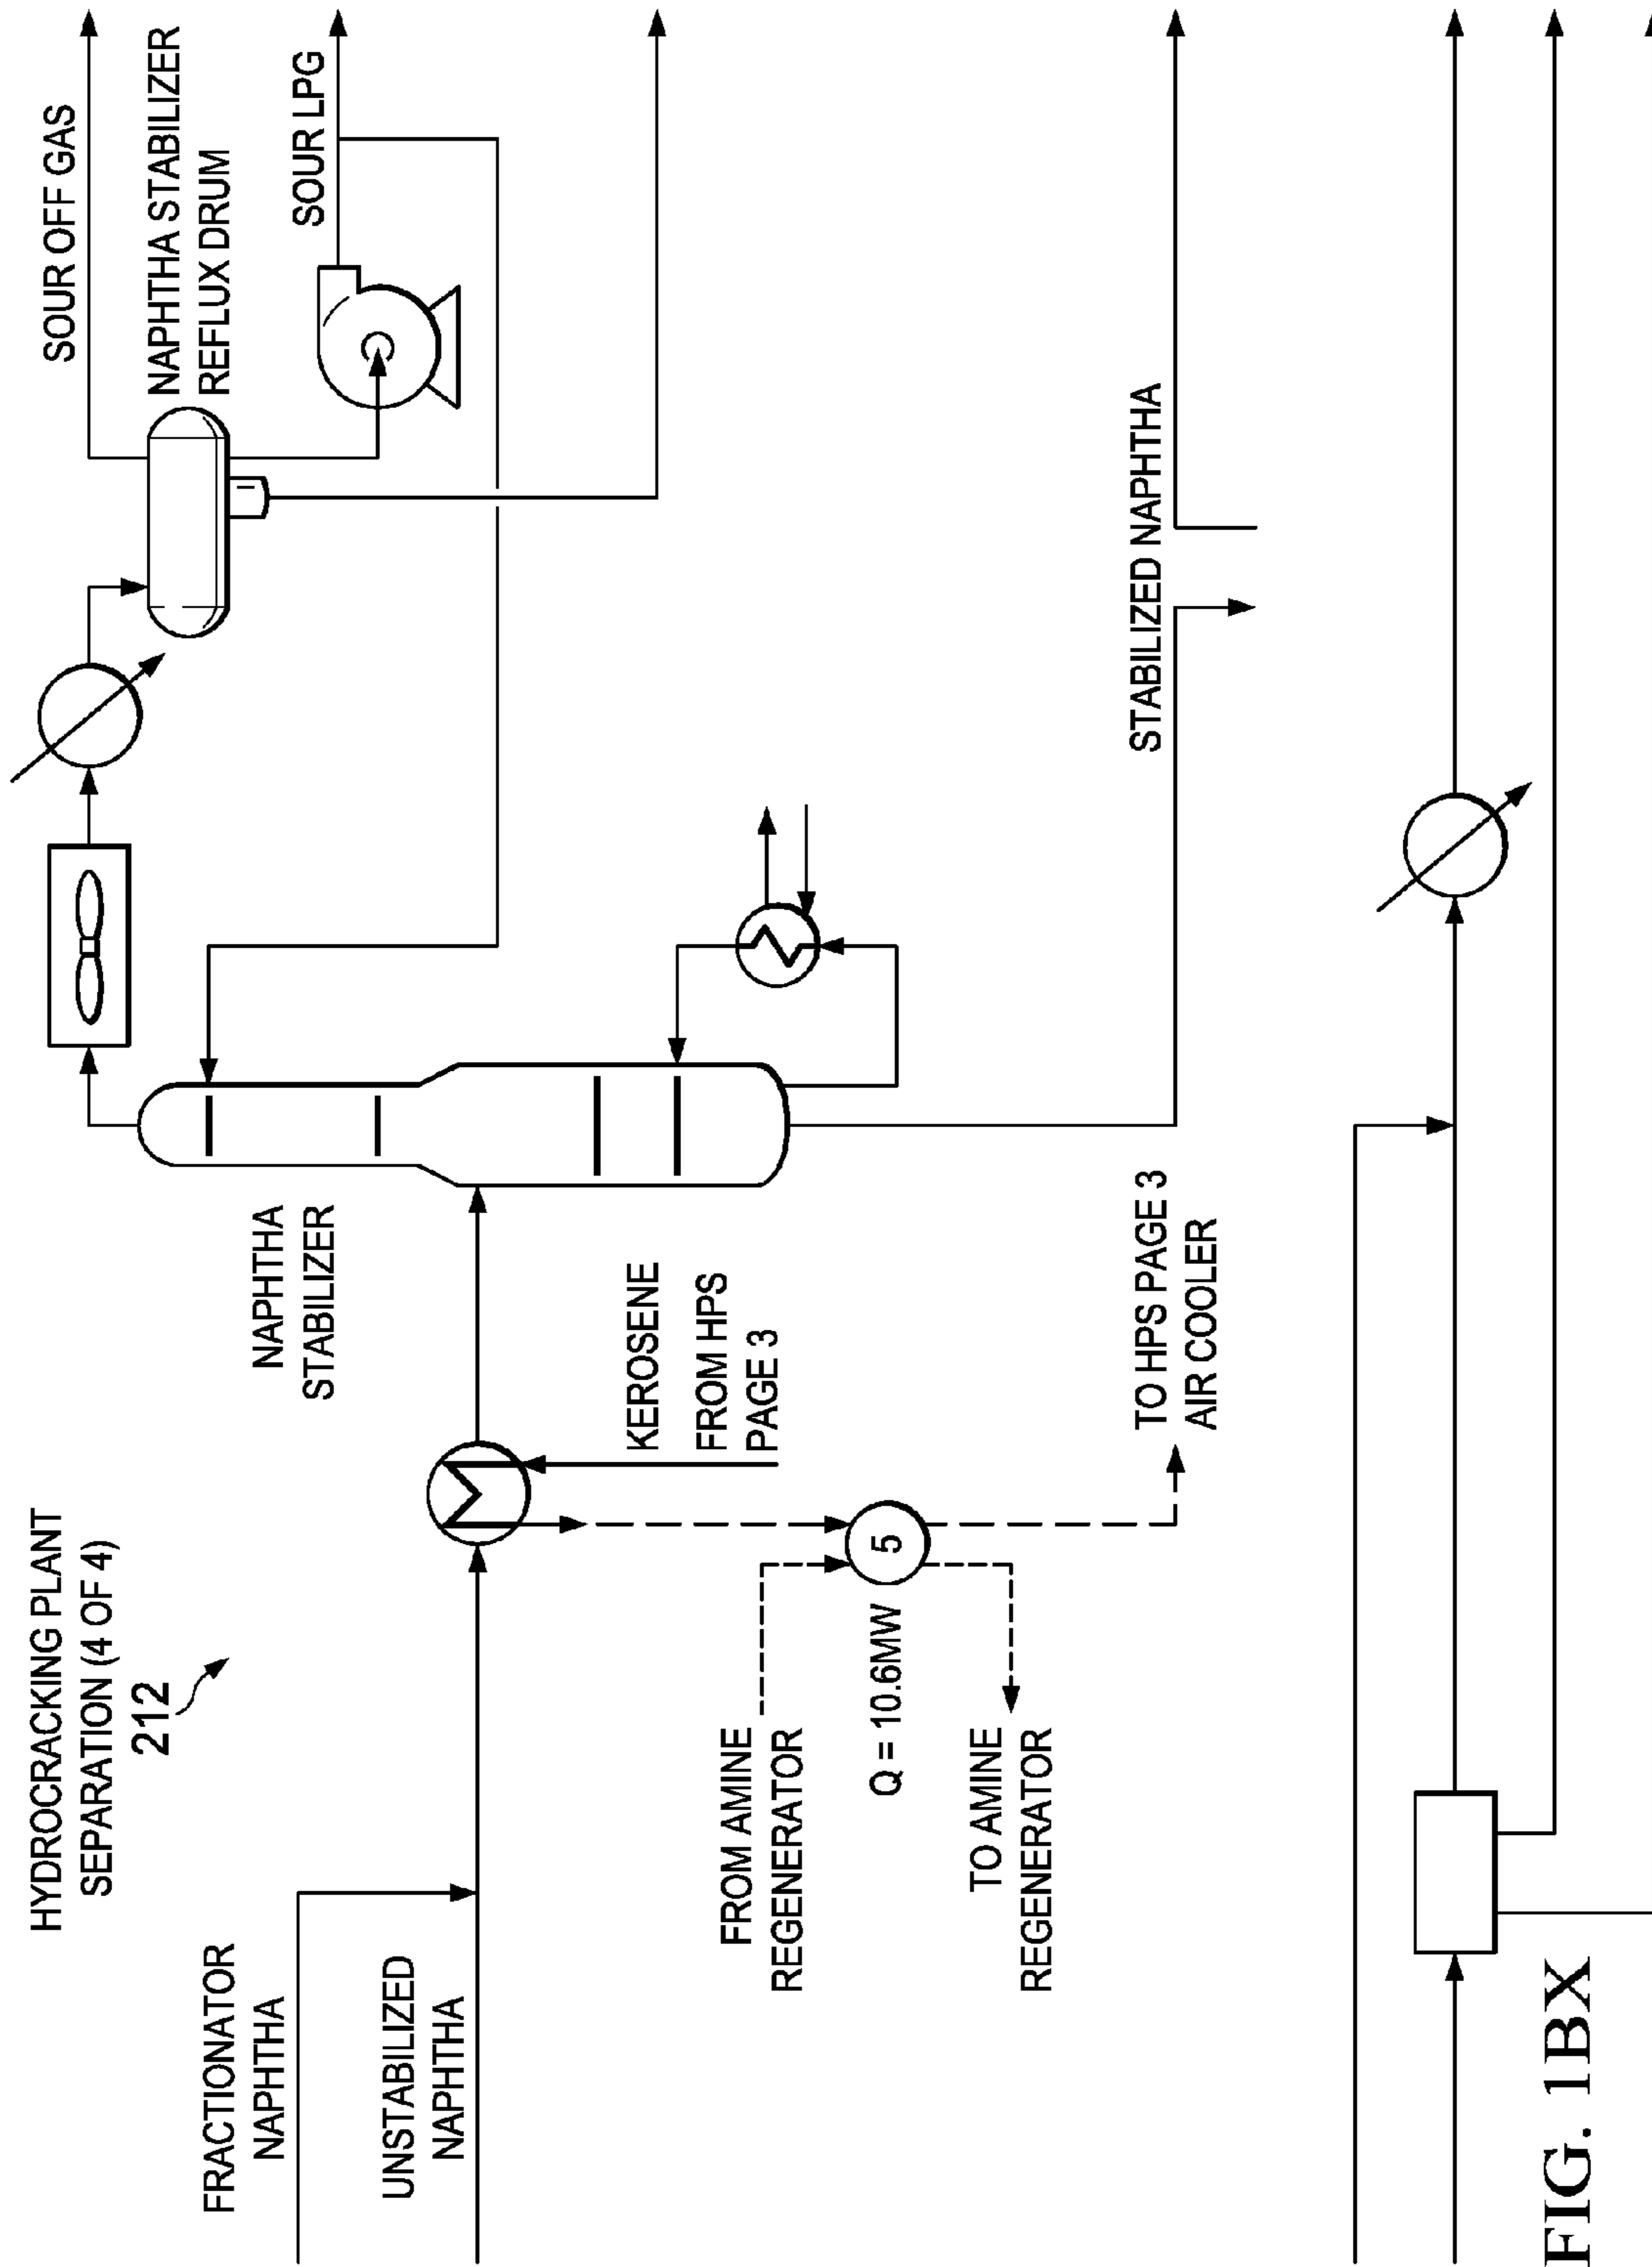 HYDROCRACKING PLANT
SEPARATION (4 OF 4)
212
FRACTIONATOR
NAPHTHA
UNSTABILIZED
NAPHTHA
FROM AMINE
REGENERATOR
Q = 10.6MW
5
TO AMINE
REGENERATOR
KEROSENE
FROM HPS
PAGE 3
TO HPS PAGE 3
AIR COOLER
NAPHTHA
STABILIZER
SOUR OFF GAS
NAPHTHA STABILIZER
REFLUX DRUM
SOUR LPG
STABILIZED NAPHTHA
FIG. 1BX